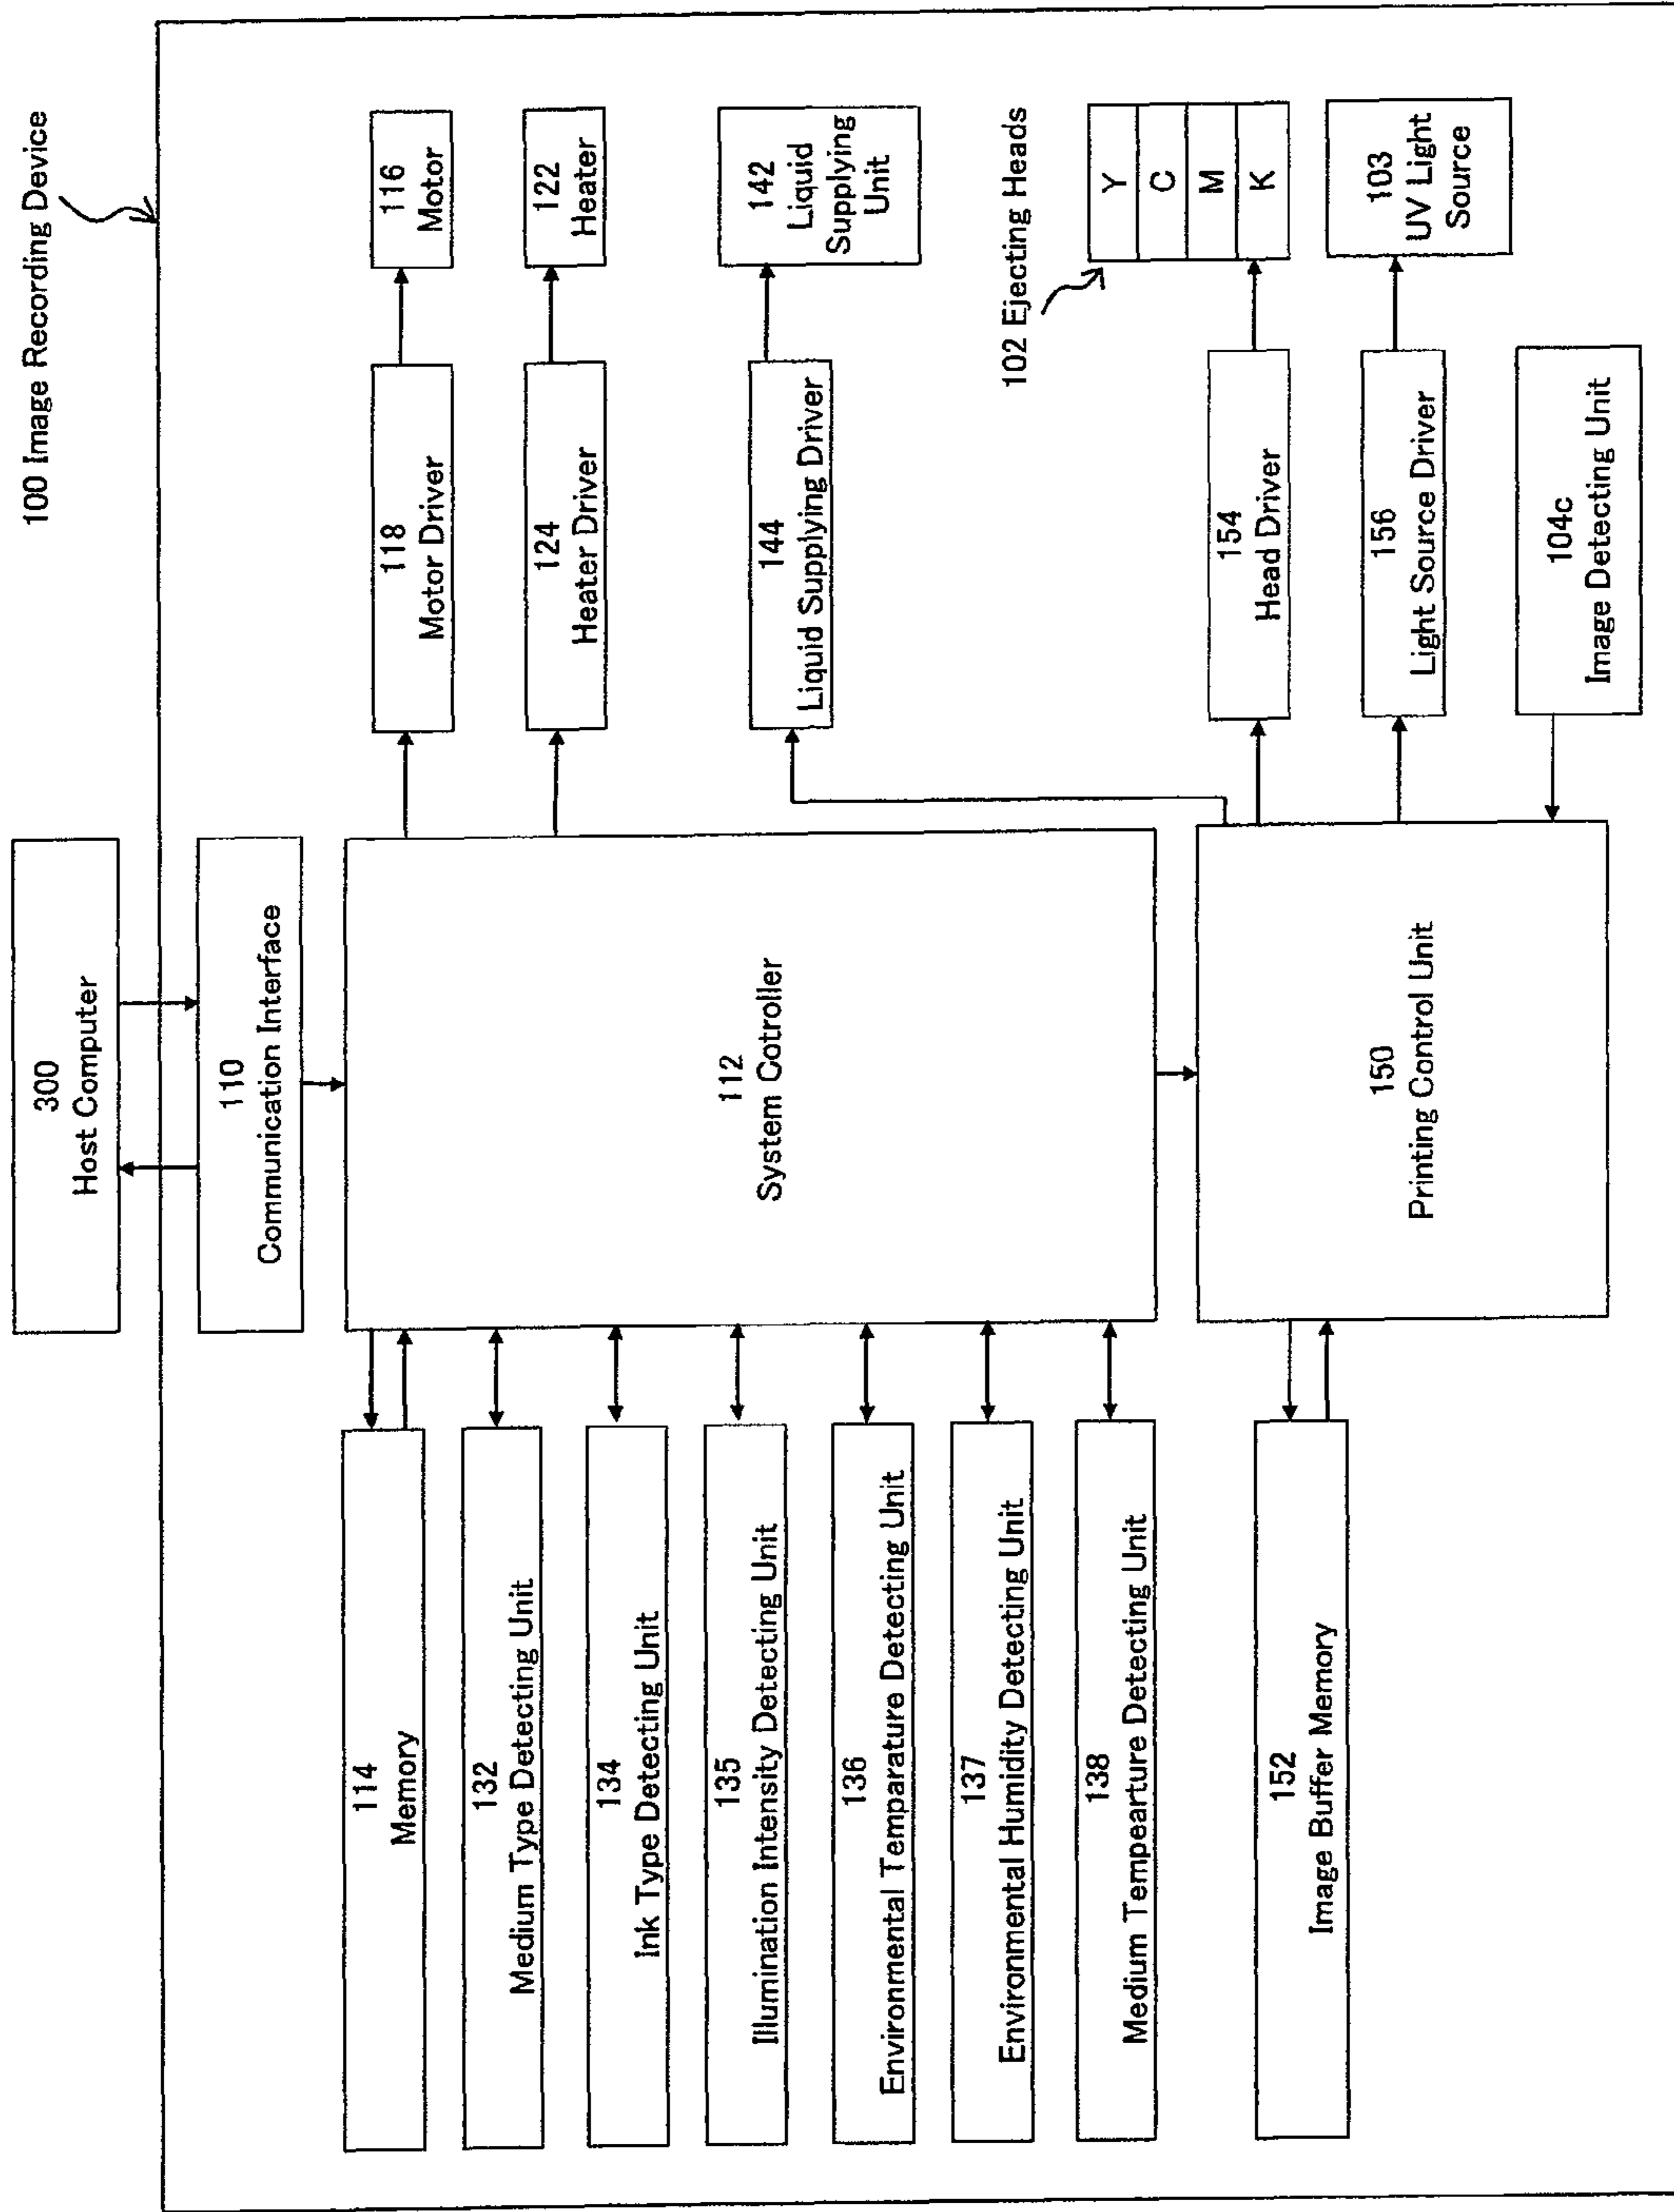 100 Image Recording Device
300
Host Computer
110
Communication Interface
112
System Cotroller
150
Printing Control Unit
114
Memory
132
Medium Type Detecting Unit
134
Ink Type Detecting Unit
135
Illumination Intensity Detecting Unit
136
Environmental Temparature Detecting Unit
137
Environmental Humidity Detecting Unit
138
Medium Tempearture Detecting Unit
152
Image Buffer Memory
118
Motor Driver
116
Motor
124
Heater Driver
122
Heater
144
Liquid Supplying Driver
142
Liquid
Supplying
Unit
102 Ejecting Heads
Y
C
M
K
154
Head Driver
156
Light Source Driver
103
UV Light
Source
104c
Image Detecting Unit